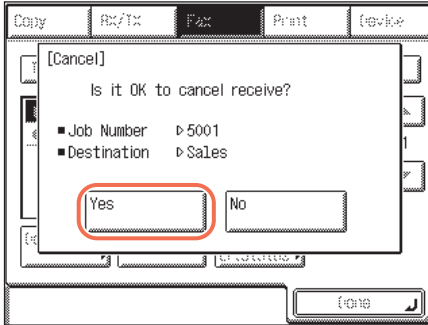 Copy RX/TX Fax Print Device
[Cancel]
Is it OK to cancel receive?
■Job Number ▷5001
■Destination ▷Sales
1
Yes No
Done